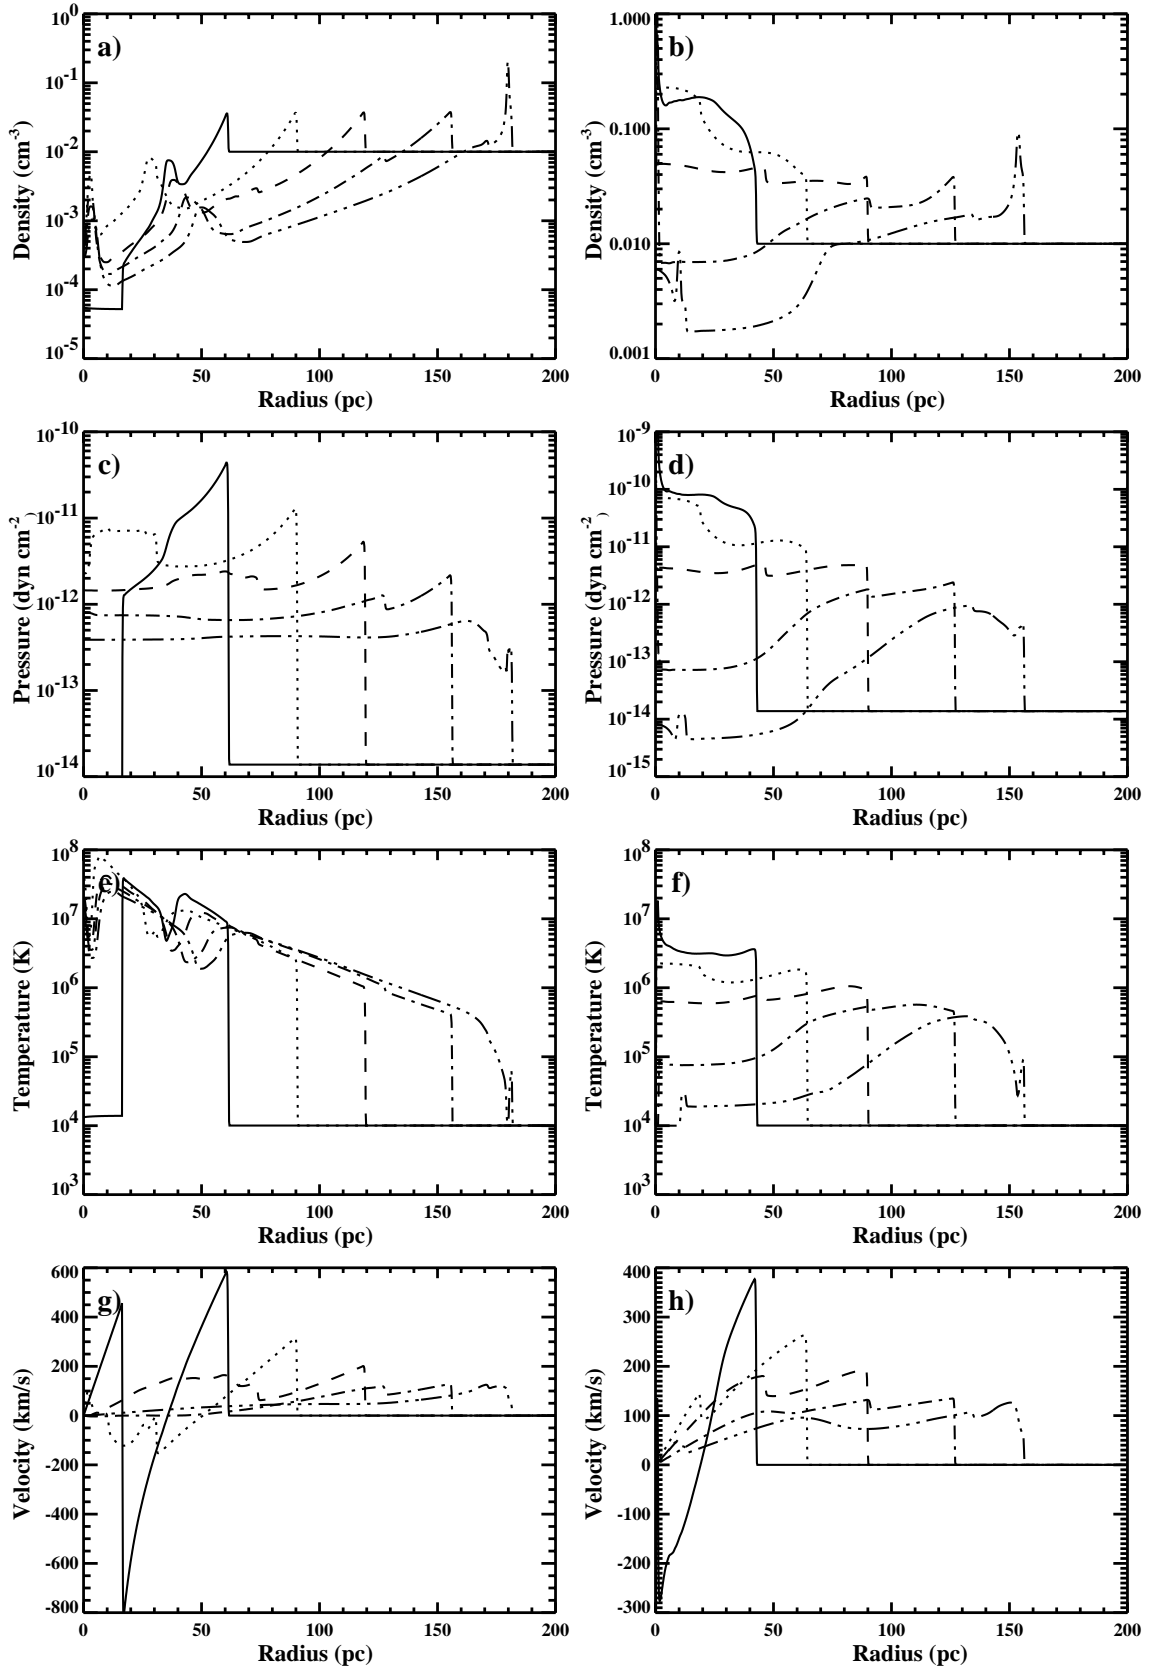 a)
Density (cm-3)
10^0
10^-1
10^-2
10^-3
10^-4
10^-5
0 50 100 150 200
Radius (pc)
b)
Density (cm-3)
1.000
0.100
0.010
0.001
0 50 100 150 200
Radius (pc)
c)
Pressure (dyn cm-2)
10^-10
10^-11
10^-12
10^-13
10^-14
0 50 100 150 200
Radius (pc)
d)
Pressure (dyn cm-2)
10^-9
10^-10
10^-11
10^-12
10^-13
10^-14
10^-15
0 50 100 150 200
Radius (pc)
e)
Temperature (K)
10^8
10^7
10^6
10^5
10^4
10^3
0 50 100 150 200
Radius (pc)
f)
Temperature (K)
10^8
10^7
10^6
10^5
10^4
10^3
0 50 100 150 200
Radius (pc)
g)
Velocity (km/s)
600
400
200
0
-200
-400
-600
-800
0 50 100 150 200
Radius (pc)
h)
Velocity (km/s)
400
300
200
100
0
-100
-200
-300
0 50 100 150 200
Radius (pc)